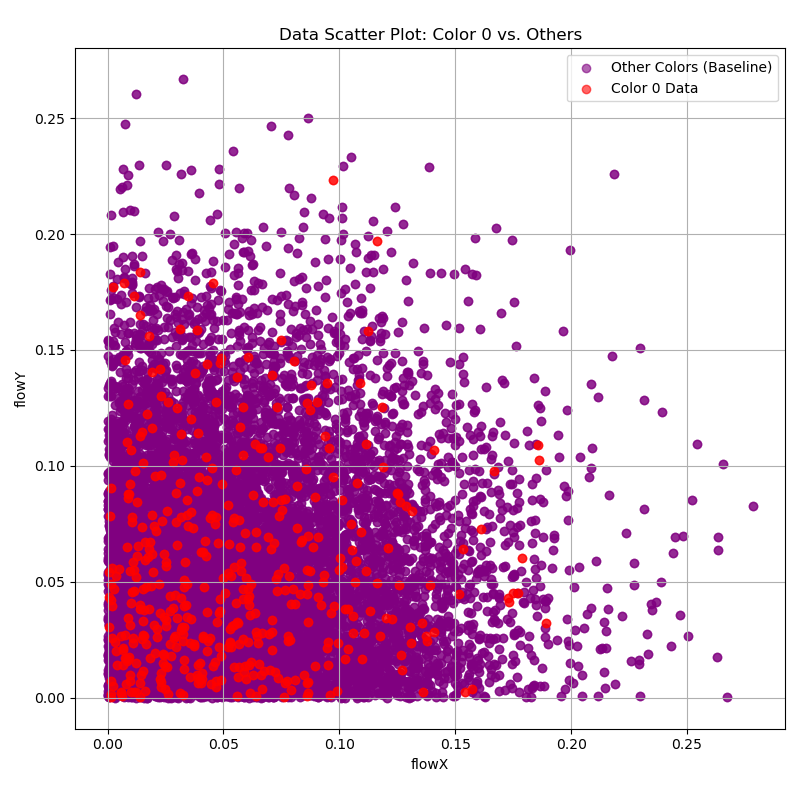 Data Scatter Plot: Color 0 vs. Others
Other Colors (Baseline)
Color 0 Data
flowY
0.25
0.20
0.15
0.10
0.05
0.00
0.00 0.05 0.10 0.15 0.20 0.25
flowX